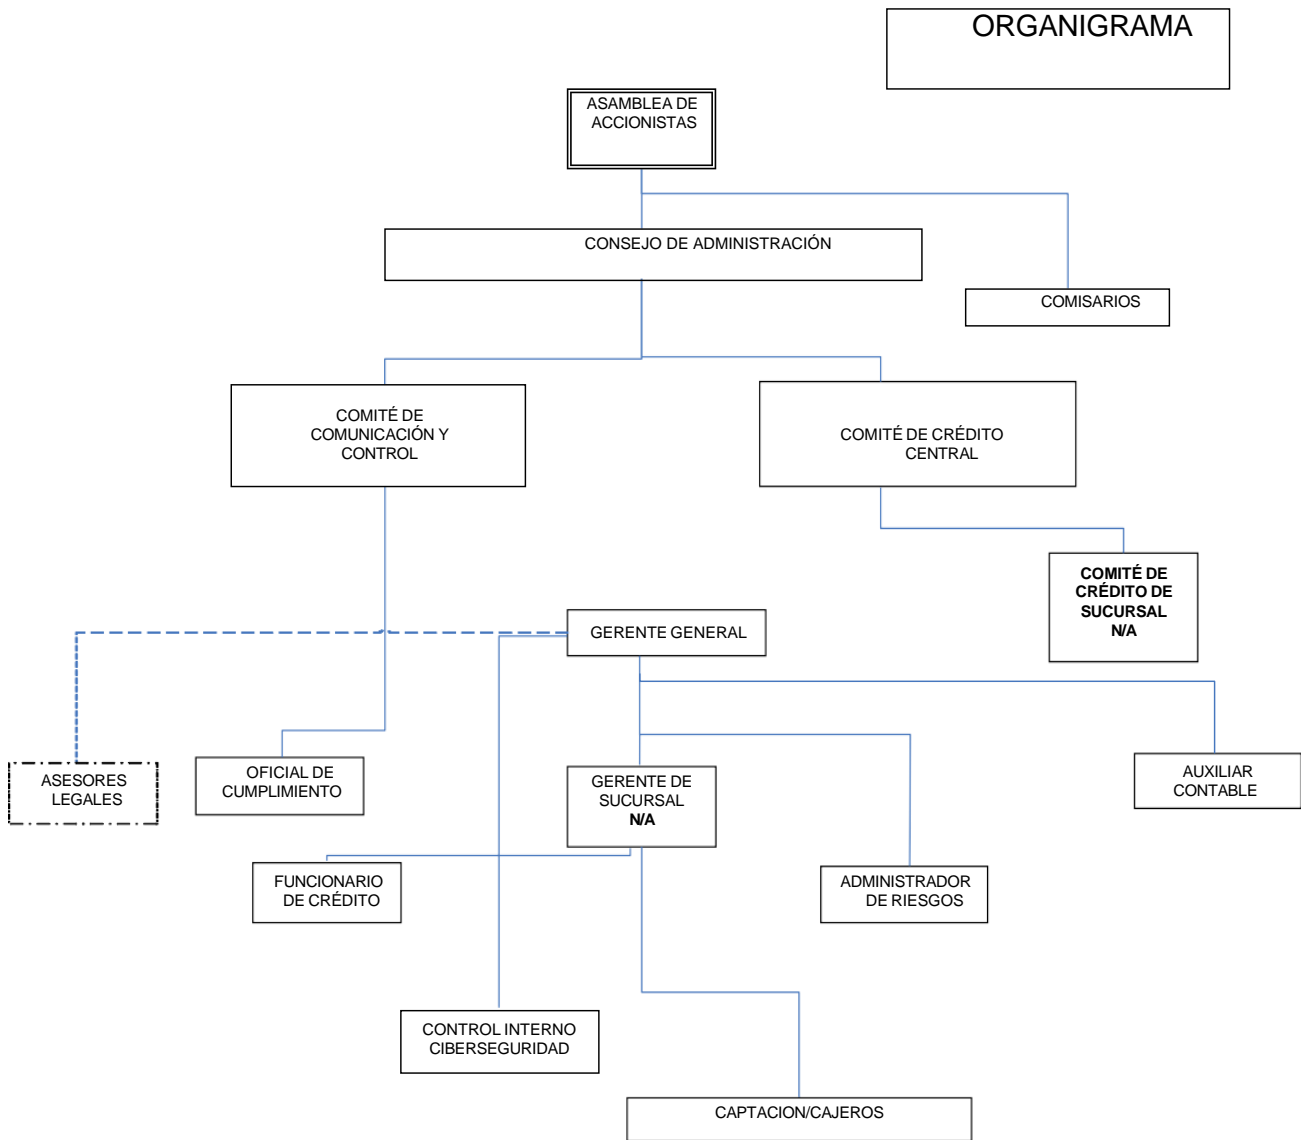 ORGANIGRAMA
ASAMBLEA DE
ACCIONISTAS
CONSEJO DE ADMINISTRACIÓN
COMISARIOS
COMITÉ DE
COMUNICACIÓN Y
CONTROL
COMITÉ DE CRÉDITO
CENTRAL
COMITÉ DE
CRÉDITO DE
SUCURSAL
N/A
GERENTE GENERAL
ASESORES
LEGALES
OFICIAL DE
CUMPLIMIENTO
GERENTE DE
SUCURSAL
N/A
AUXILIAR
CONTABLE
FUNCIONARIO
DE CRÉDITO
ADMINISTRADOR
DE RIESGOS
CONTROL INTERNO
CIBERSEGURIDAD
CAPTACION/CAJEROS